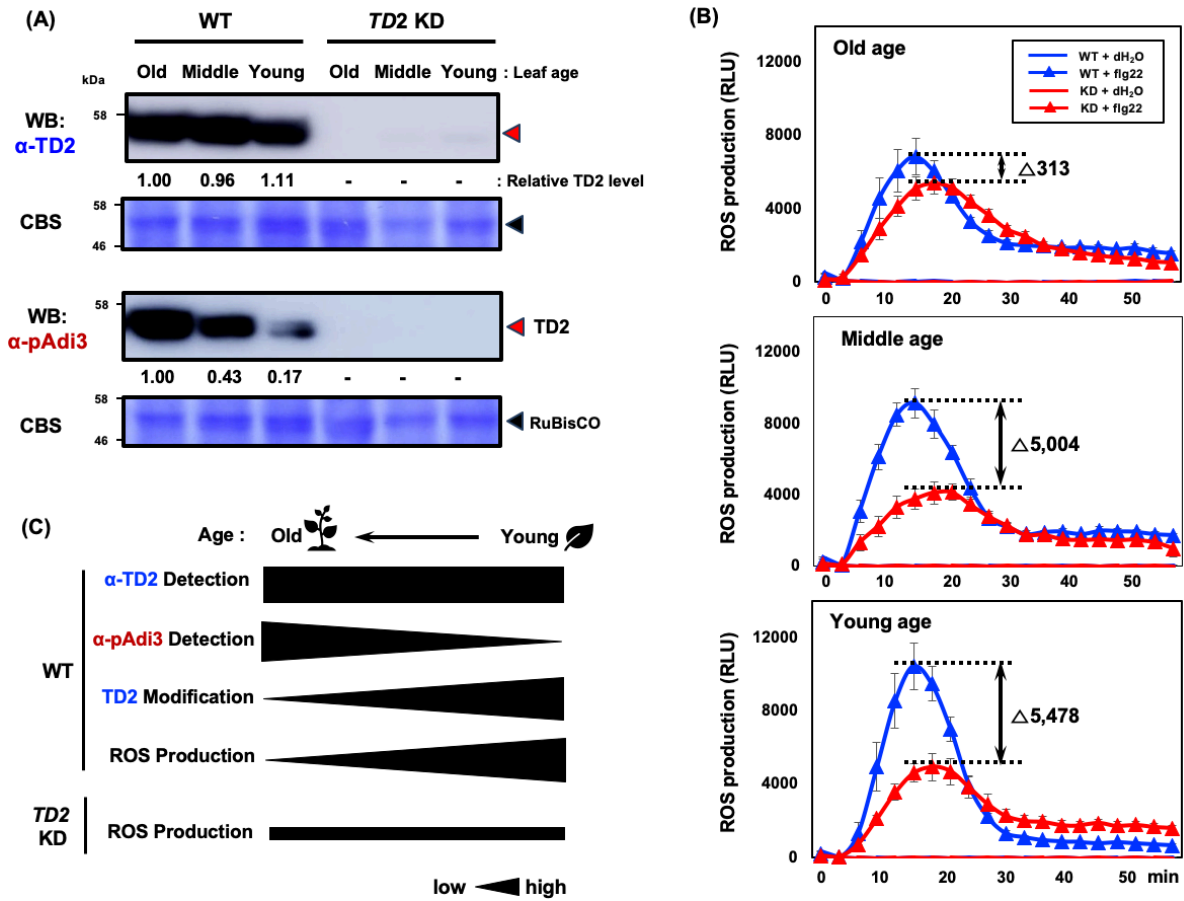 (A)
WT TD2 KD
Old Middle Young Old Middle Young : Leaf age
kDa
58
WB:
α-TD2
1.00 0.96 1.11 - - - : Relative TD2 level
58
CBS
46
58
WB:
α-pAdi3
TD2
1.00 0.43 0.17 - - -
58
CBS
RuBisCO
46
(B)
Old age
WT + dH₂O
WT + flg22
KD + dH₂O
KD + flg22
ROS production (RLU)
12000
8000
4000
0
△313
0 10 20 30 40 50
Middle age
ROS production (RLU)
12000
8000
4000
0
△5,004
0 10 20 30 40 50
Young age
ROS production (RLU)
12000
8000
4000
0
△5,478
0 10 20 30 40 50 min
(C)
Age : Old Young
WT
α-TD2 Detection
α-pAdi3 Detection
TD2 Modification
ROS Production
TD2
KD
ROS Production
low high